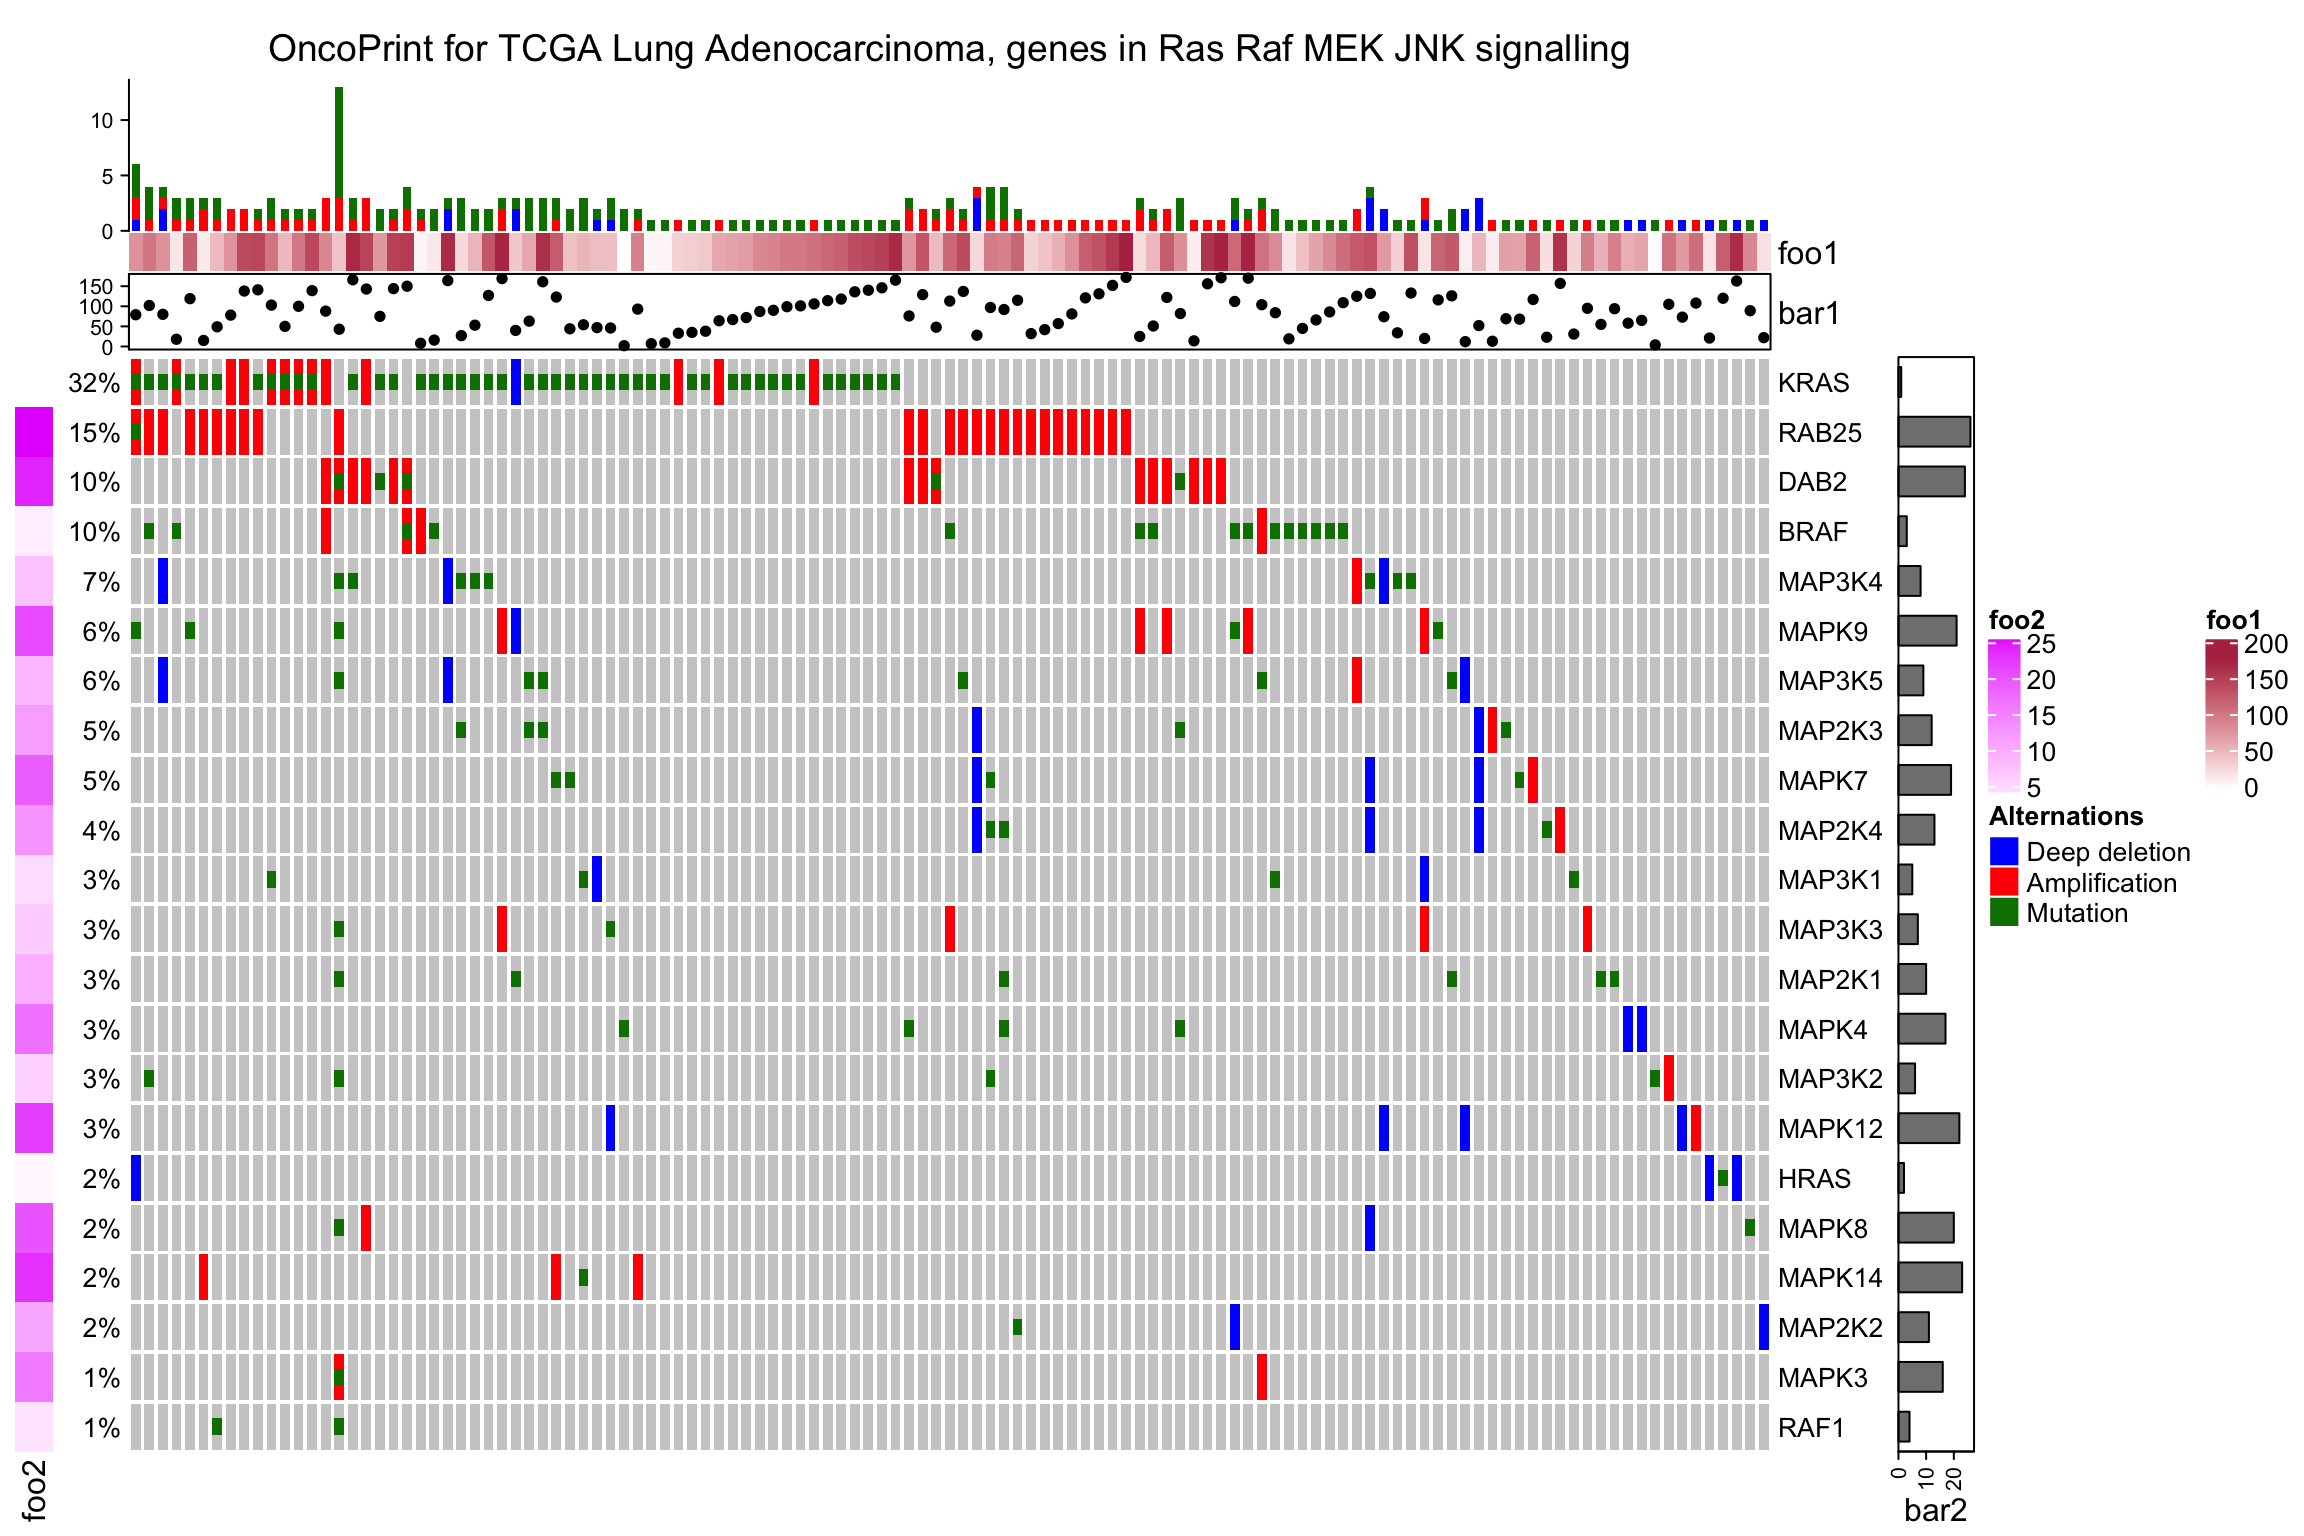 OncoPrint for TCGA Lung Adenocarcinoma, genes in Ras Raf MEK JNK signalling
10
5
0
foo1
150
100
50
0
bar1
32% KRAS
15% RAB25
10% DAB2
10% BRAF
7% MAP3K4
6% MAPK9
6% MAP3K5
5% MAP2K3
5% MAPK7
4% MAP2K4
3% MAP3K1
3% MAP3K3
3% MAP2K1
3% MAPK4
3% MAP3K2
3% MAPK12
2% HRAS
2% MAPK8
2% MAPK14
2% MAP2K2
1% MAPK3
1% RAF1
foo2
0 10 20
bar2
foo2
25
20
15
10
5
foo1
200
150
100
50
0
Alternations
Deep deletion
Amplification
Mutation